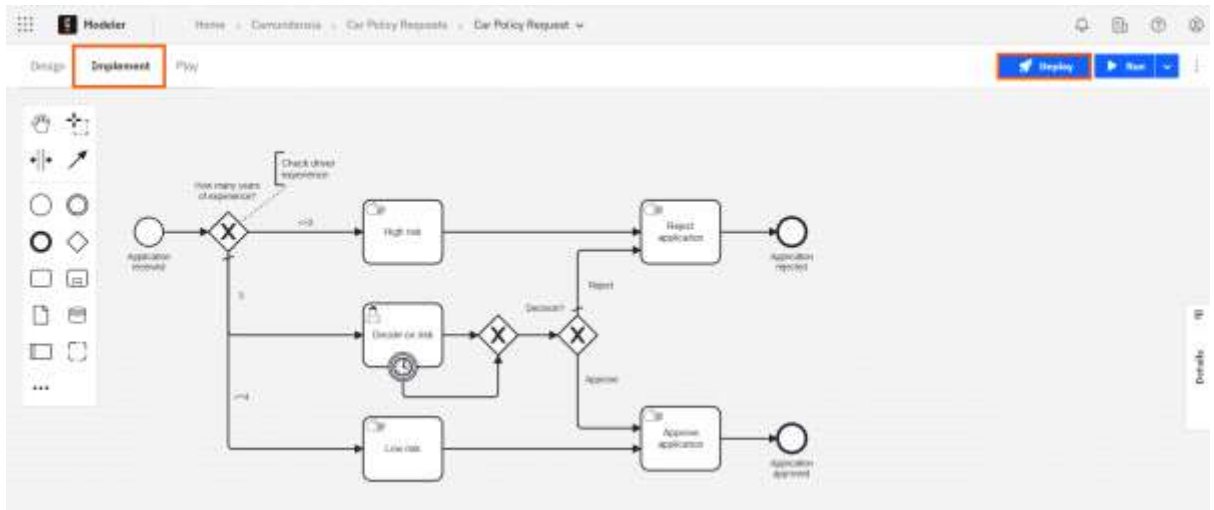 Modeler
Home
Camundonia
Car Policy Requests
Car Policy Request
Design
Implement
Play
Deploy
Run
Check driver
experience
How many years
of experience?
Application
received
High risk
Reject
application
Application
rejected
3
Reject
Decision?
Decide on risk
Approve
Details
Low risk
Approve
application
Application
approved